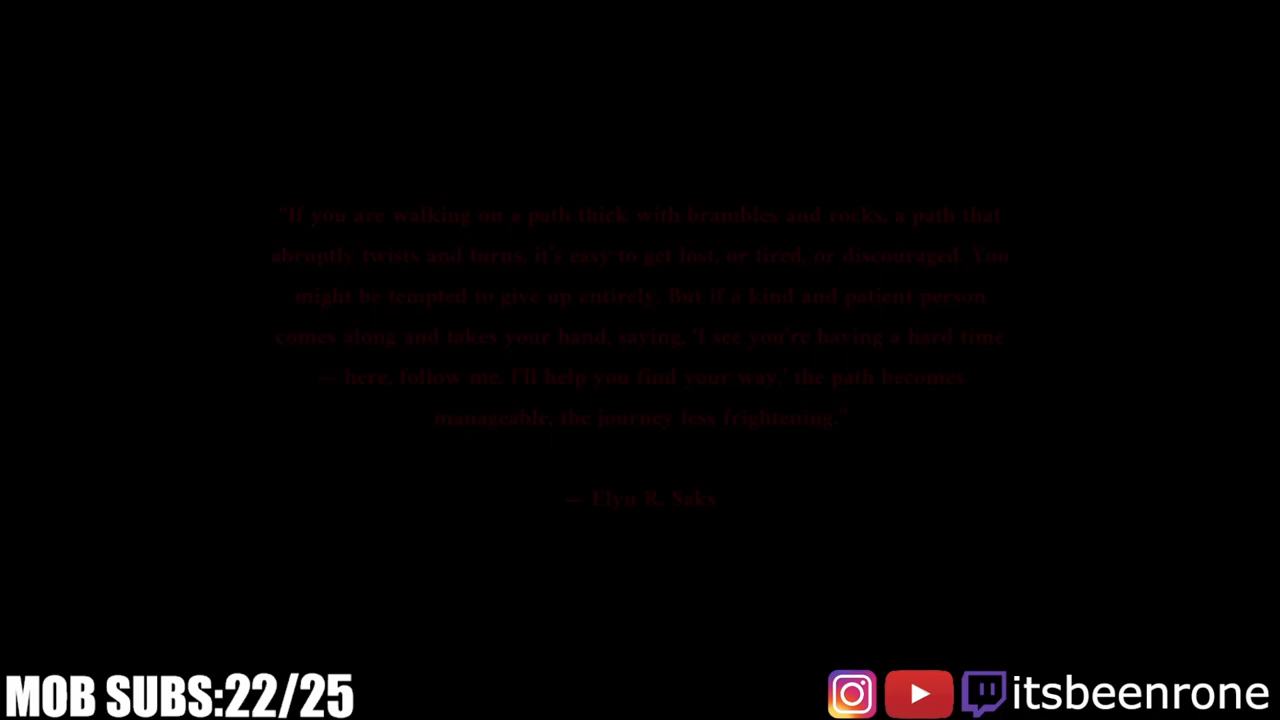 "If you are walking on a path thick with brambles and rocks, a path that
abruptly twists and turns, it's easy to get lost, or tired, or discouraged. You
might be tempted to give up entirely. But if a kind and patient person
comes along and takes your hand, saying, 'I see you're having a hard time
— here, follow me, I'll help you find your way,' the path becomes
manageable, the journey less frightening."
— Elyn R. Saks
MOB SUBS:22/25
itsbeenrone